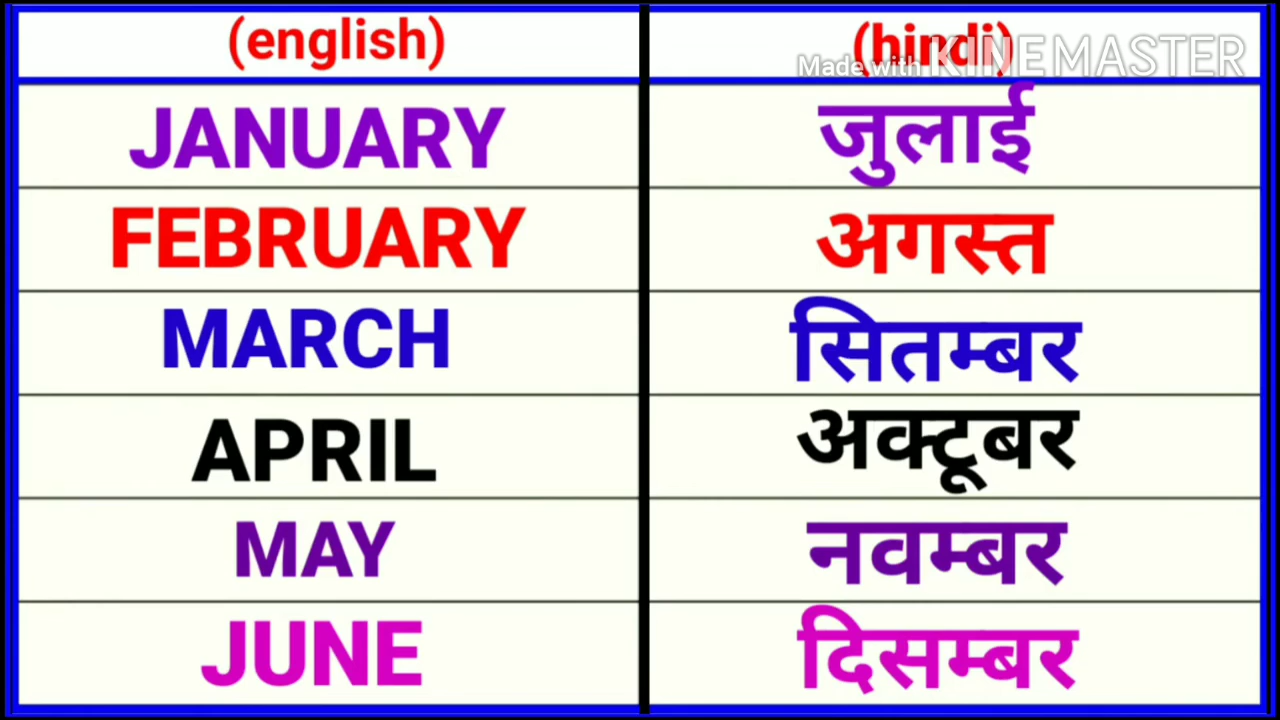 (english) (hindi)
Made with KINEMASTER
JANUARY जुलाई
FEBRUARY अगस्त
MARCH सितम्बर
APRIL अक्टूबर
MAY नवम्बर
JUNE दिसम्बर